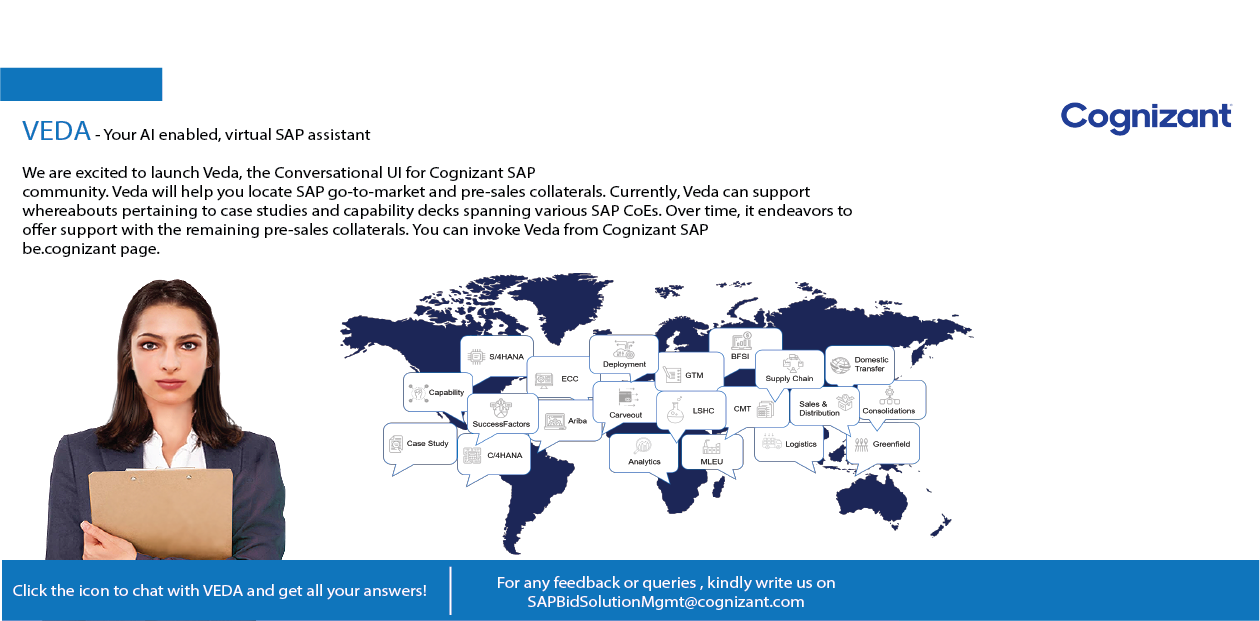 Cognizant
VEDA - Your AI enabled, virtual SAP assistant
We are excited to launch Veda, the Conversational UI for Cognizant SAP
community. Veda will help you locate SAP go-to-market and pre-sales collaterals. Currently, Veda can support
whereabouts pertaining to case studies and capability decks spanning various SAP CoEs. Over time, it endeavors to
offer support with the remaining pre-sales collaterals. You can invoke Veda from Cognizant SAP
be.cognizant page.
S/4HANA
Deployment
BFSI
ECC
GTM
Supply Chain
Domestic
Transfer
Capability
SuccessFactors
Ariba
Carveout
LSHC
CMT
Sales &
Distribution
Consolidations
Case Study
C/4HANA
Analytics
MLEU
Logistics
Greenfield
Click the icon to chat with VEDA and get all your answers!
For any feedback or queries , kindly write us on
SAPBidSolutionMgmt@cognizant.com